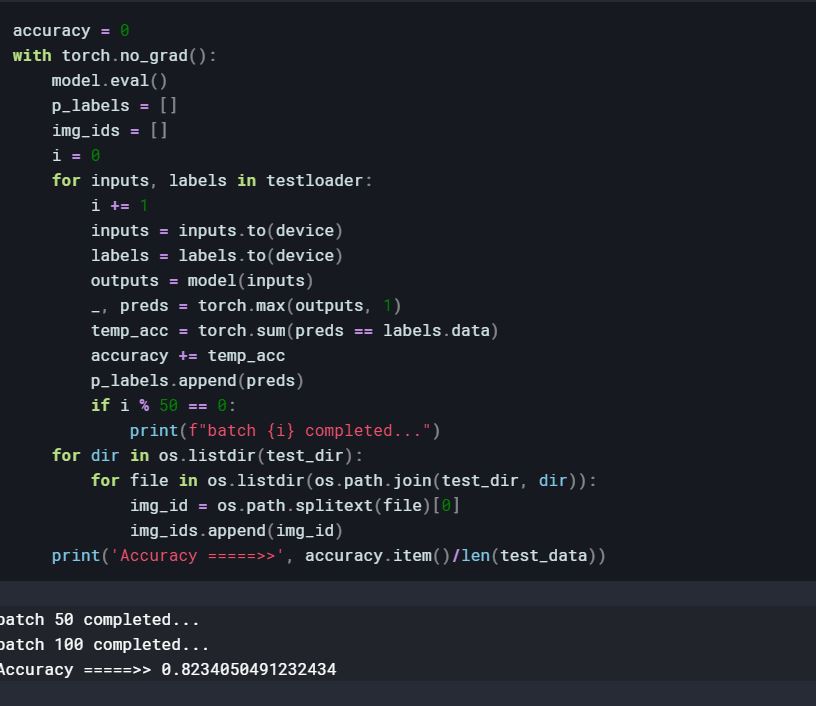 accuracy = 0
with torch.no_grad():
    model.eval()
    p_labels = []
    img_ids = []
    i = 0
    for inputs, labels in testloader:
        i += 1
        inputs = inputs.to(device)
        labels = labels.to(device)
        outputs = model(inputs)
        _, preds = torch.max(outputs, 1)
        temp_acc = torch.sum(preds == labels.data)
        accuracy += temp_acc
        p_labels.append(preds)
        if i % 50 == 0:
            print(f"batch {i} completed...")
    for dir in os.listdir(test_dir):
        for file in os.listdir(os.path.join(test_dir, dir)):
            img_id = os.path.splitext(file)[0]
            img_ids.append(img_id)
    print('Accuracy =====>>', accuracy.item()/len(test_data))
batch 50 completed...
batch 100 completed...
Accuracy =====>> 0.8234050491232434